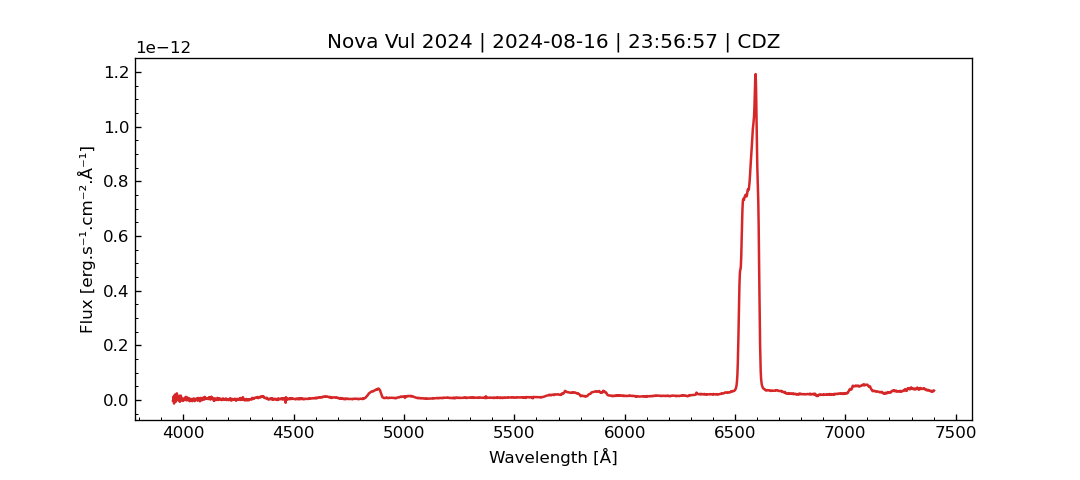 Nova Vul 2024 | 2024-08-16 | 23:56:57 | CDZ
1e−12
1.2
1.0
0.8
0.6
0.4
0.2
0.0
Flux [erg.s⁻¹.cm⁻².Å⁻¹]
4000 4500 5000 5500 6000 6500 7000 7500
Wavelength [Å]